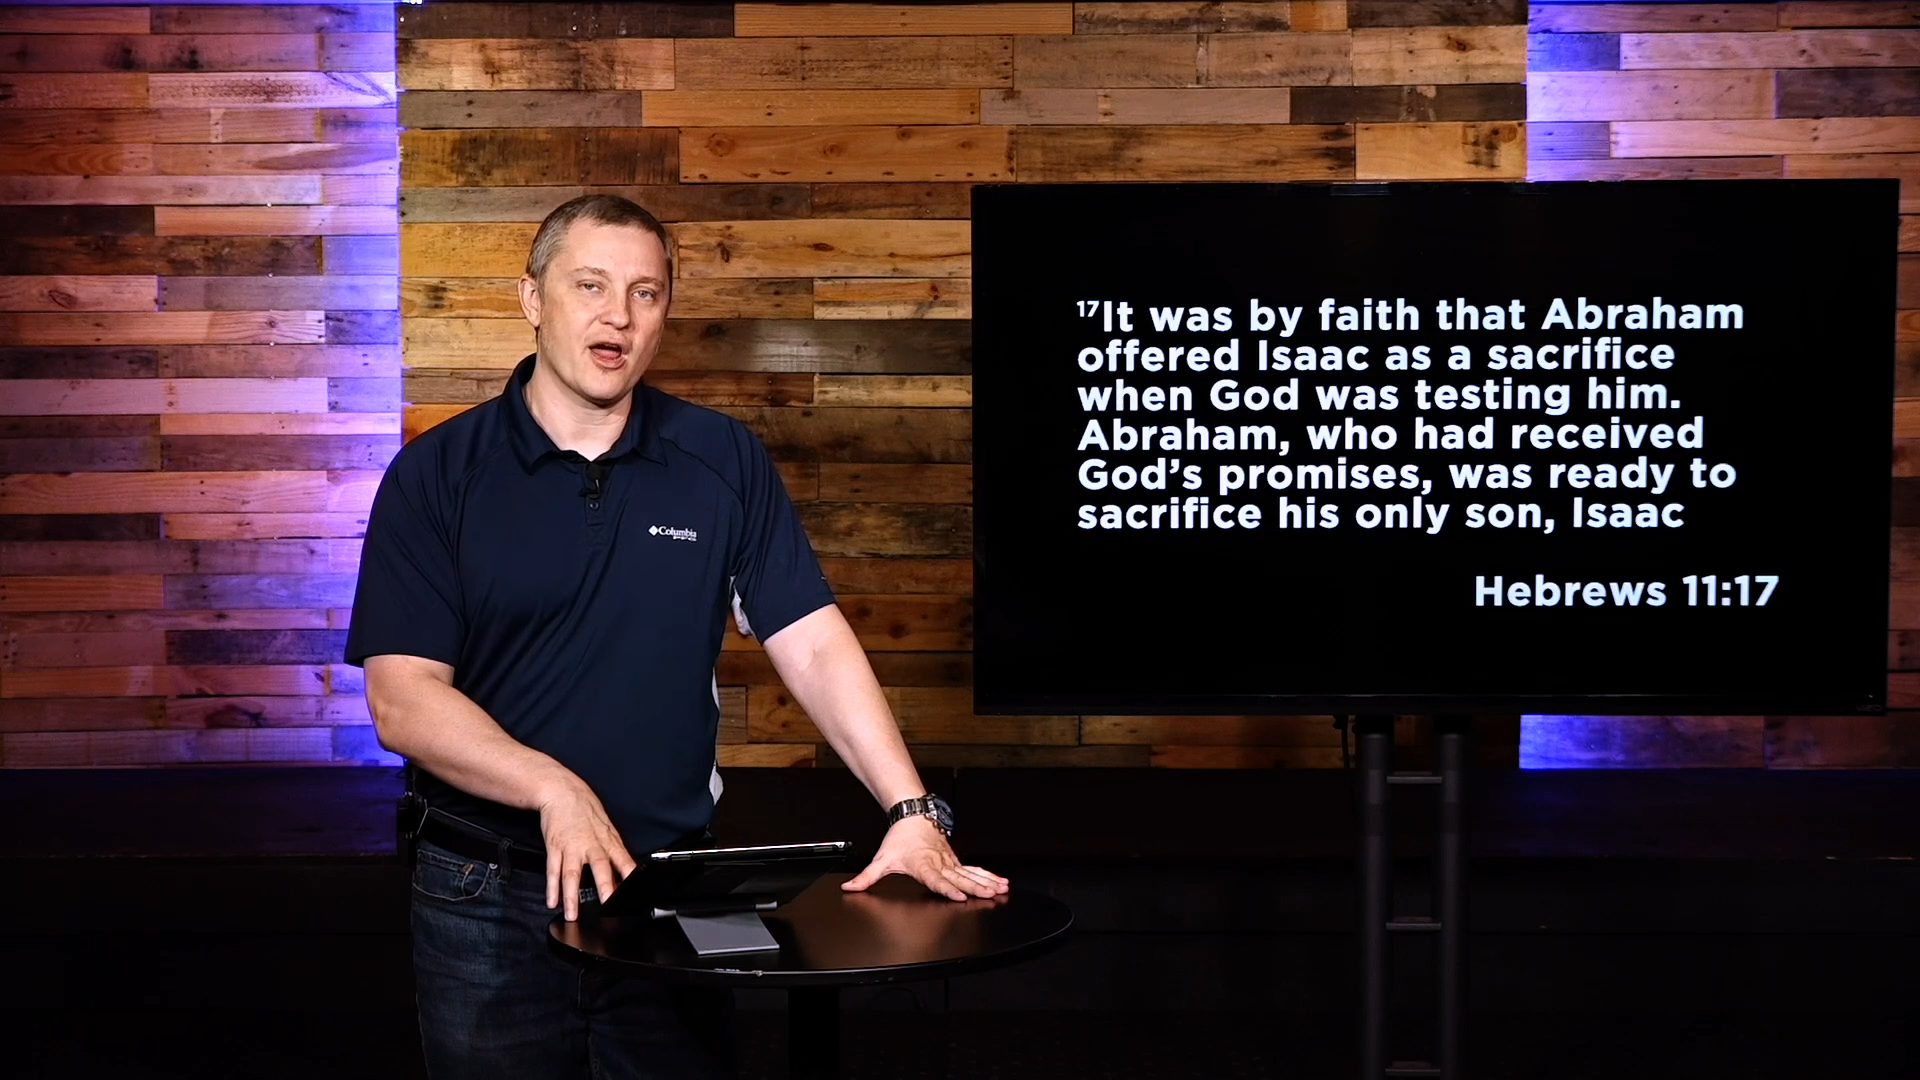 Columbia
PFG
¹⁷It was by faith that Abraham
offered Isaac as a sacrifice
when God was testing him.
Abraham, who had received
God’s promises, was ready to
sacrifice his only son, Isaac
Hebrews 11:17